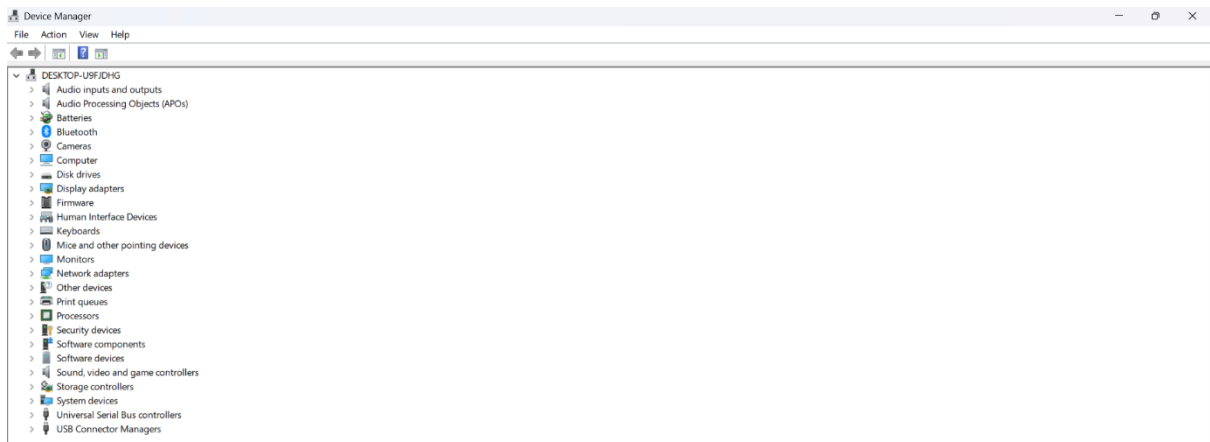 Device Manager
File Action View Help
DESKTOP-U9FJDHG
Audio inputs and outputs
Audio Processing Objects (APOs)
Batteries
Bluetooth
Cameras
Computer
Disk drives
Display adapters
Firmware
Human Interface Devices
Keyboards
Mice and other pointing devices
Monitors
Network adapters
Other devices
Print queues
Processors
Security devices
Software components
Software devices
Sound, video and game controllers
Storage controllers
System devices
Universal Serial Bus controllers
USB Connector Managers